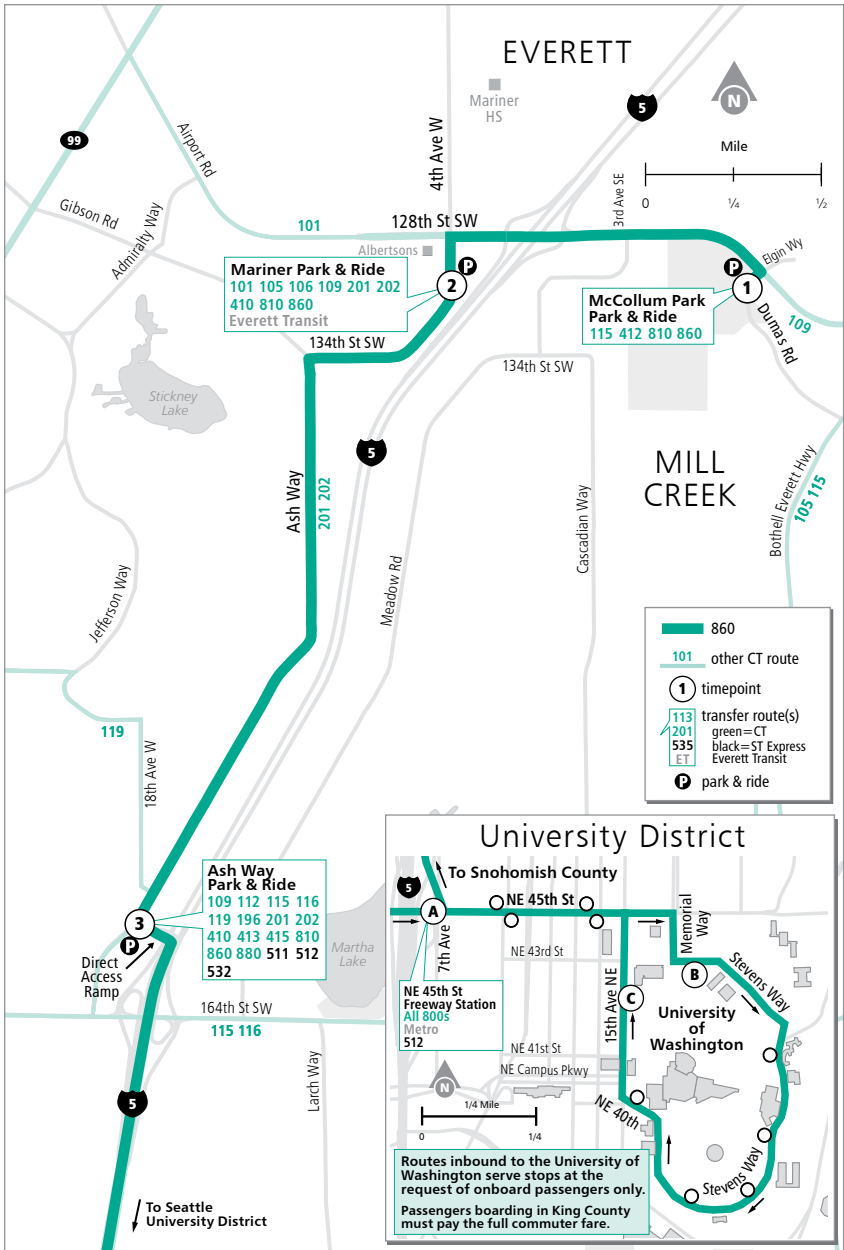 EVERETT
Mariner
HS
5
N
99
Airport Rd
4th Ave W
Mile
0
1/4
1/2
3rd Ave SE
Gibson Rd
Admiralty Way
101
128th St SW
Albertsons
Elgin Wy
P
P
Mariner Park & Ride
101 105 106 109 201 202
410 810 860
Everett Transit
2
1
McCollum Park
Park & Ride
115 412 810 860
109
Dumas Rd
134th St SW
134th St SW
Stickney
Lake
5
MILL
CREEK
Ash Way
201 202
Cascadian Way
Bothell Everett Hwy
105 115
Meadow Rd
Jefferson Way
860
101
other CT route
1
timepoint
113
transfer route(s)
201
green=CT
535
black=ST Express
ET
Everett Transit
P
park & ride
119
18th Ave W
Ash Way
Park & Ride
109 112 115 116
119 196 201 202
410 413 415 810
860 880 511 512
532
3
P
Direct
Access
Ramp
Martha
Lake
164th St SW
115 116
Larch Way
5
To Seattle
University District
University District
To Snohomish County
5
A
NE 45th St
7th Ave
Memorial
Way
NE 43rd St
Stevens Way
B
NE 45th St
Freeway Station
All 800s
Metro
512
15th Ave NE
C
University
of
Washington
NE 41st St
NE Campus Pkwy
N
1/4 Mile
0
1/4
NE 40th
Stevens Way
Routes inbound to the University of
Washington serve stops at the
request of onboard passengers only.
Passengers boarding in King County
must pay the full commuter fare.